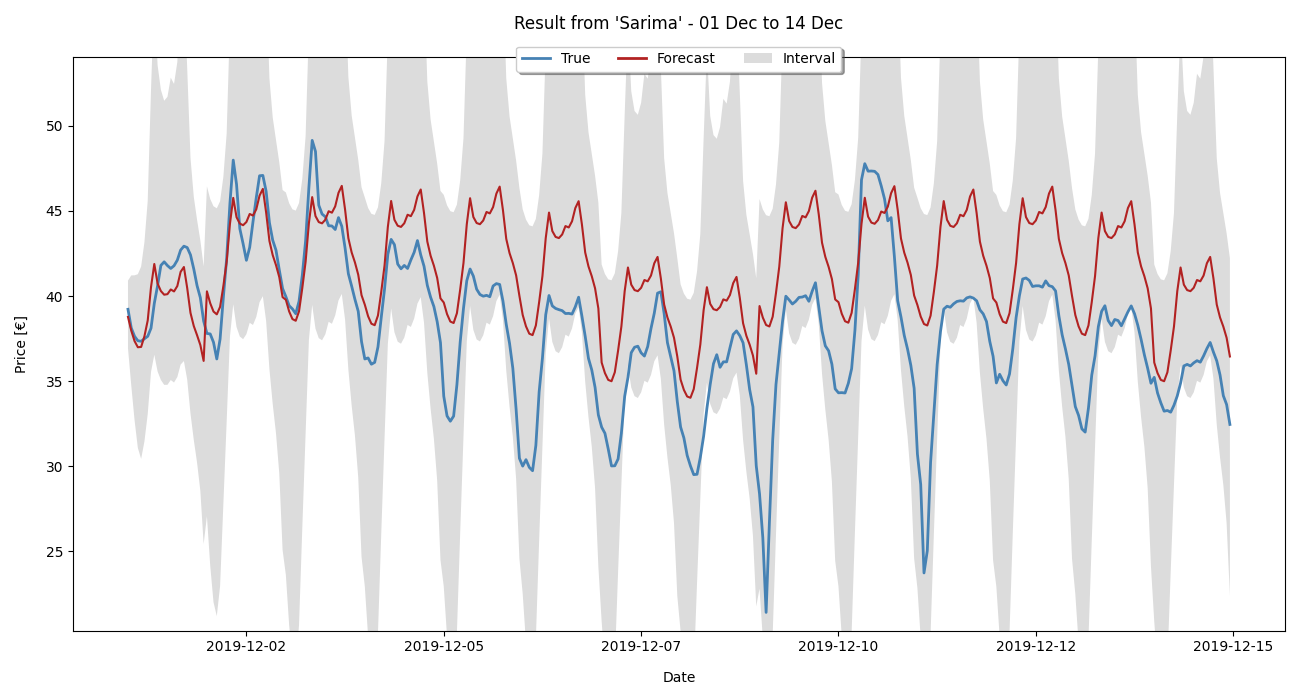 Result from 'Sarima' - 01 Dec to 14 Dec
True Forecast Interval
Price [€]
50
45
40
35
30
25
2019-12-02 2019-12-05 2019-12-07 2019-12-10 2019-12-12 2019-12-15
Date